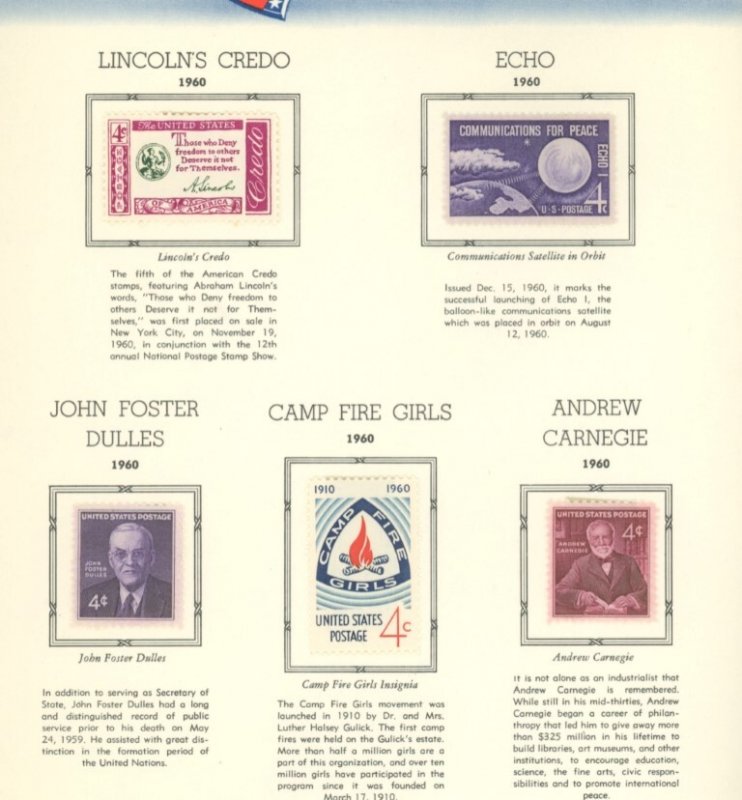 LINCOLN'S CREDO
1960
4¢
The UNITED STATES
Those who Deny
freedom to others
Deserve it not
for Themselves.
A. Lincoln
Credo
OF AMERICA
Lincoln's Credo
The fifth of the American Credo
stamps, featuring Abraham Lincoln's
words, "Those who Deny freedom to
others Deserve it not for Them-
selves," was first placed on sale in
New York City, on November 19,
1960, in conjunction with the 12th
annual National Postage Stamp Show.
ECHO
1960
COMMUNICATIONS FOR PEACE
ECHO I
U·S·POSTAGE 4c
Communications Satellite in Orbit
Issued Dec. 15, 1960, it marks the
successful launching of Echo I, the
balloon-like communications satellite
which was placed in orbit on August
12, 1960.
JOHN FOSTER
DULLES
1960
UNITED STATES POSTAGE
JOHN
FOSTER
DULLES
4¢
John Foster Dulles
In addition to serving as Secretary of
State, John Foster Dulles had a long
and distinguished record of public
service prior to his death on May
24, 1959. He assisted with great dis-
tinction in the formation period of
the United Nations.
CAMP FIRE GIRLS
1960
1910 1960
CAMP FIRE
GIRLS
UNITED STATES
POSTAGE 4c
Camp Fire Girls Insignia
The Camp Fire Girls movement was
launched in 1910 by Dr. and Mrs.
Luther Halsey Gulick. The first camp
fires were held on the Gulick's estate.
More than half a million girls are a
part of this organization, and over ten
million girls have participated in the
program since it was founded on
March 17, 1910.
ANDREW
CARNEGIE
1960
UNITED STATES POSTAGE
4¢
ANDREW
CARNEGIE
Andrew Carnegie
It is not alone as an industrialist that
Andrew Carnegie is remembered.
While still in his mid-thirties, Andrew
Carnegie began a career of philan-
thropy that led him to give away more
than $325 million in his lifetime to
build libraries, art museums, and other
institutions, to encourage education,
science, the fine arts, civic respon-
sibilities and to promote international
peace.